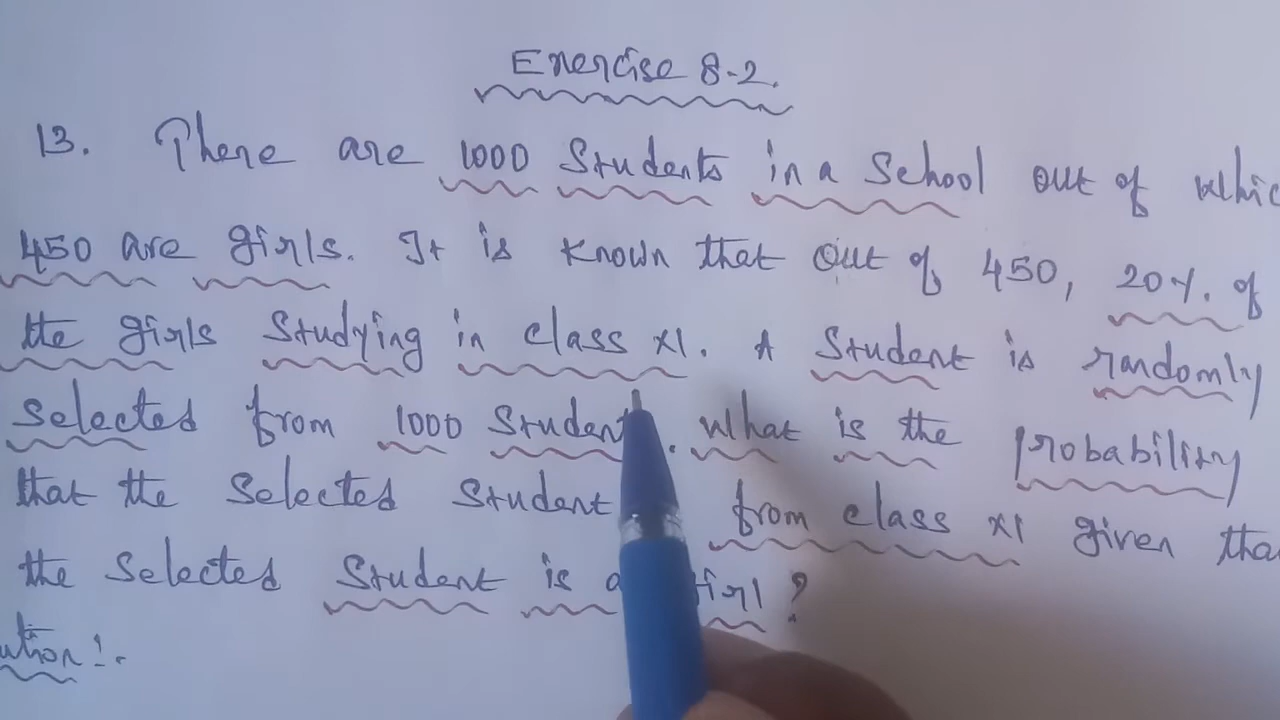 Exercise 8-2.
13. There are 1000 Students in a School out of
450 are girls. It is known that out of 450, 20%. of
the girls Studying in class XI. A Student is randomly
Selected from 1000 Student. What is the probability
that the Selected Student from class XI given
the Selected Student is a girl?